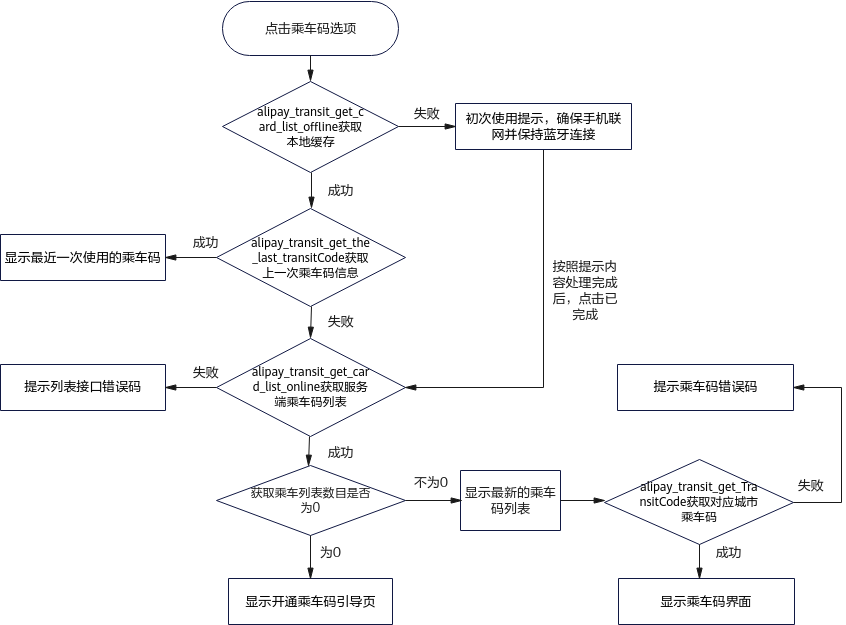 点击乘车码选项
alipay_transit_get_c
ard_list_offline获取
本地缓存
失败
初次使用提示，确保手机联
网并保持蓝牙连接
成功
成功
alipay_transit_get_the
_last_transitCode获取
上一次乘车码信息
显示最近一次使用的乘车码
按照提示内
容处理完成
后，点击已
完成
失败
失败
alipay_transit_get_car
d_list_online获取服务
端乘车码列表
提示列表接口错误码
提示乘车码错误码
成功
获取乘车列表数目是否
为0
不为0
显示最新的乘车
码列表
alipay_transit_get_Tra
nsitCode获取对应城市
乘车码
失败
为0
成功
显示开通乘车码引导页
显示乘车码界面